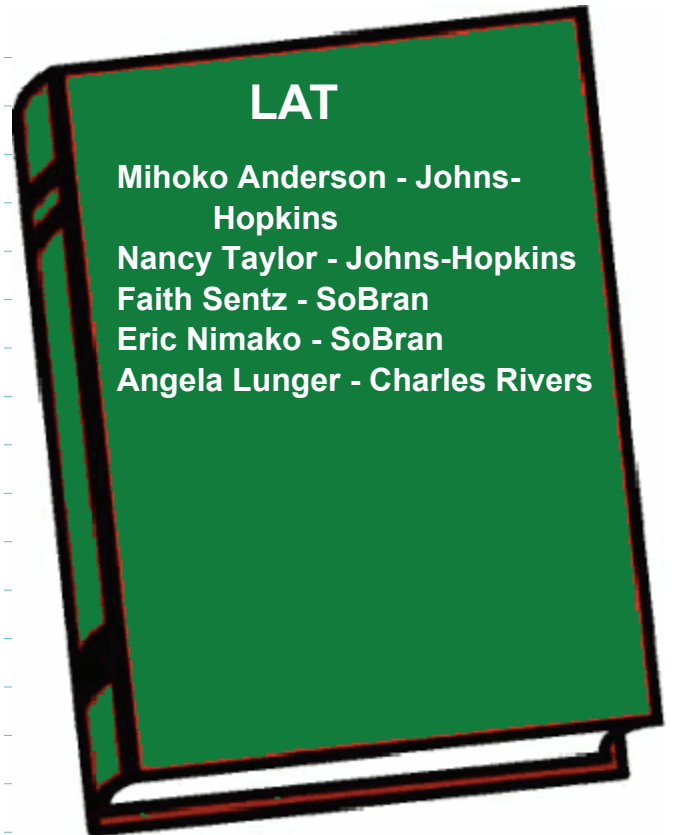 LAT
Mihoko Anderson - Johns-
Hopkins
Nancy Taylor - Johns-Hopkins
Faith Sentz - SoBran
Eric Nimako - SoBran
Angela Lunger - Charles Rivers